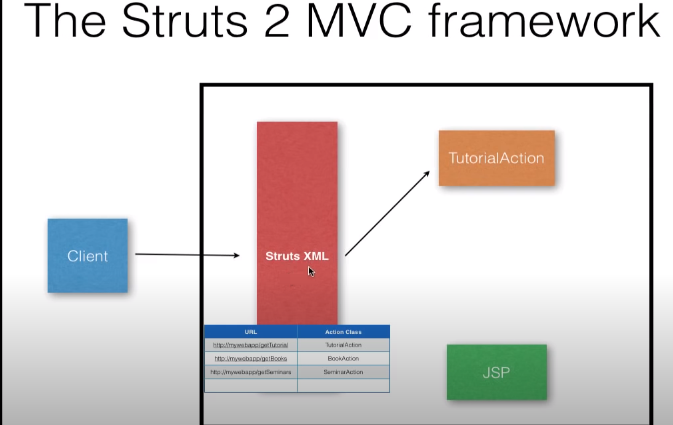 The Struts 2 MVC framework
TutorialAction
Client
Struts XML
URL Action Class
http://mywebapp/getTutorial TutorialAction
http://mywebapp/getBooks BookAction
http://mywebapp/getSeminars SeminarAction
JSP